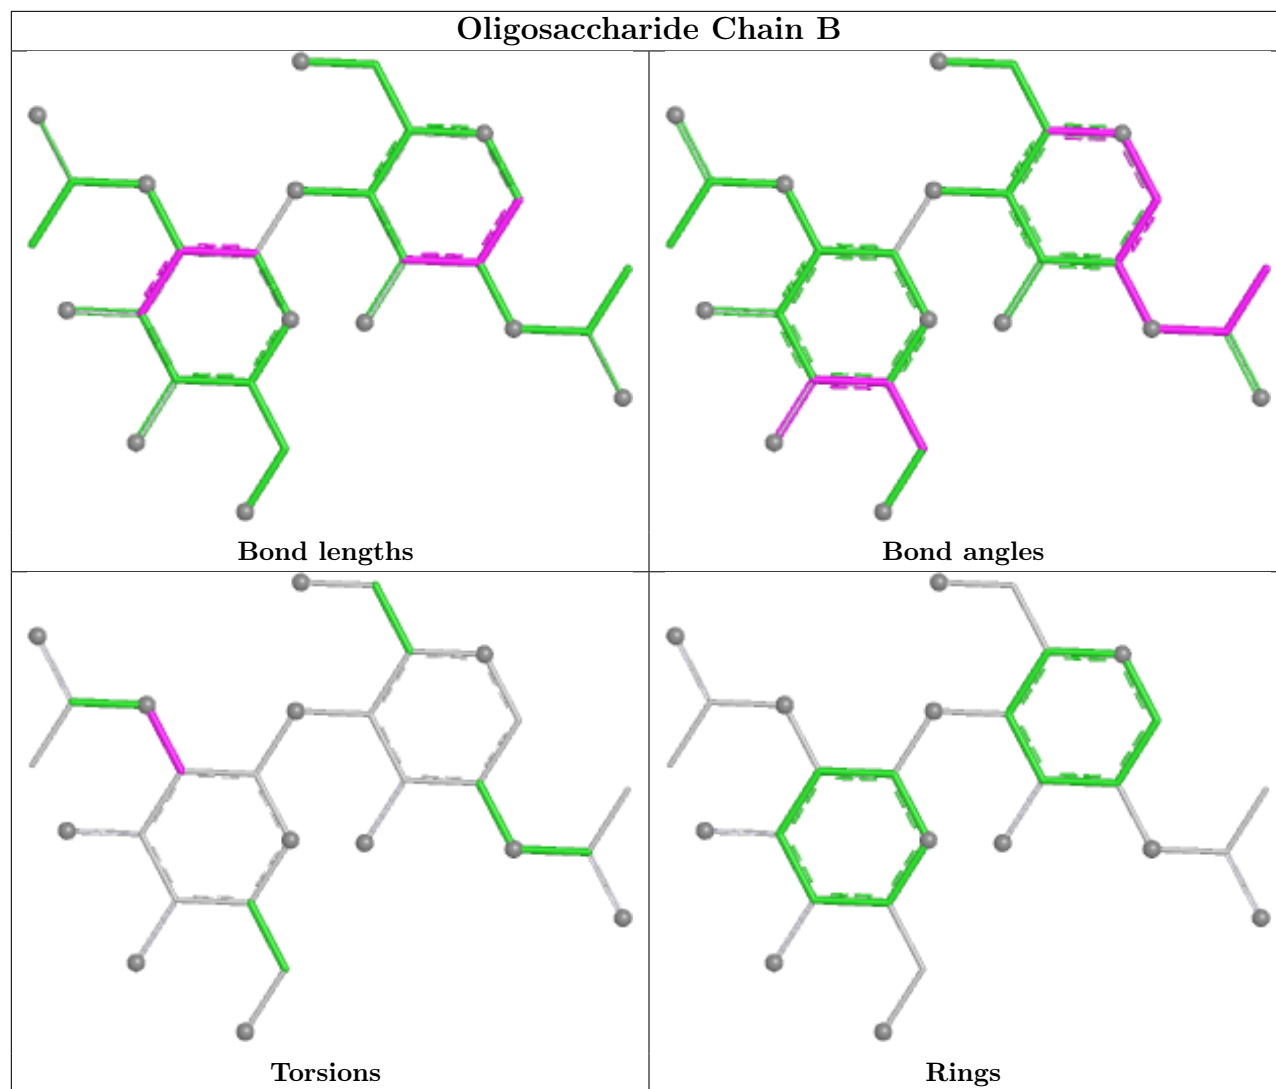 Oligosaccharide Chain B
Bond lengths
Bond angles
Torsions
Rings